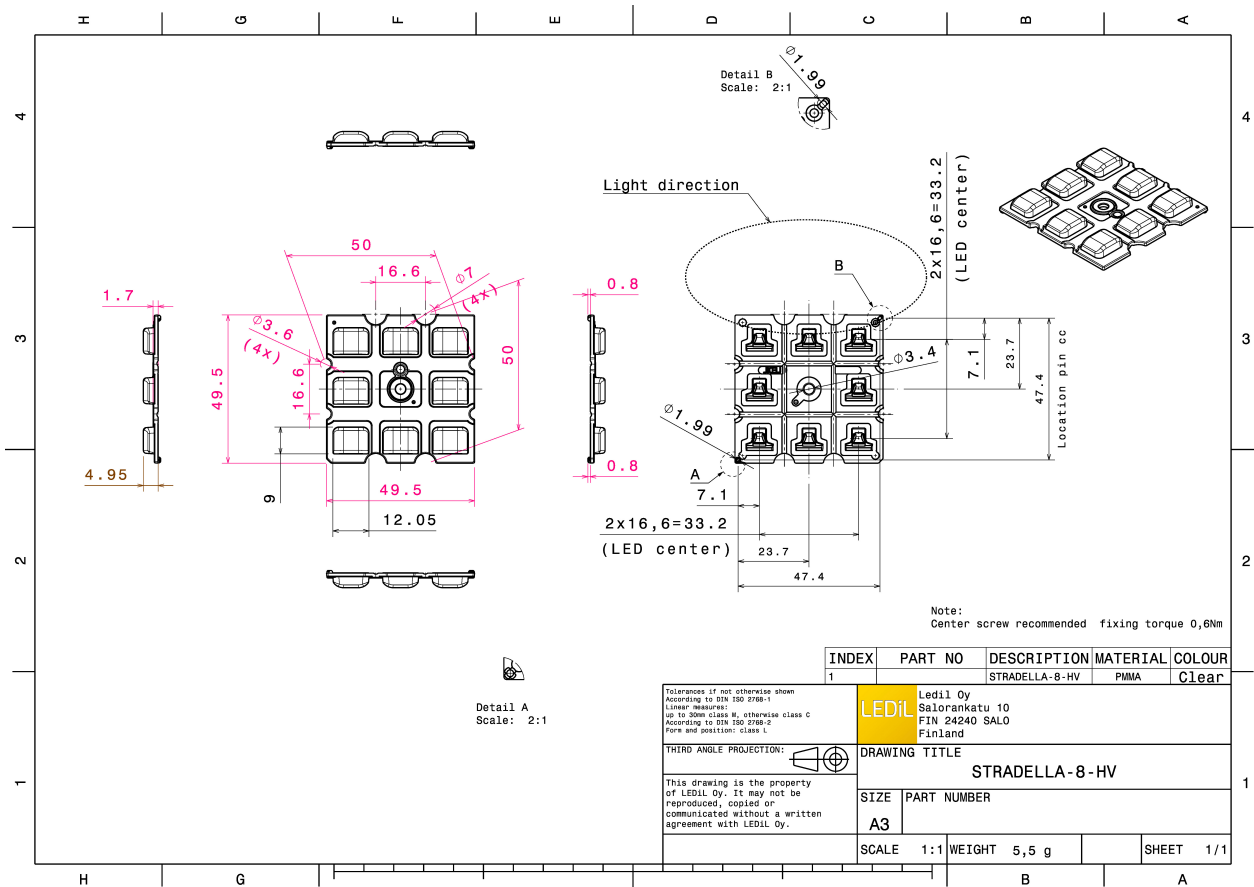 H G F E D C B A
4
4
3
3
2
2
1
1
Detail B
Scale: 2:1
∅1.99
Light direction
2x16,6=33.2
(LED center)
B
50
16.6
∅7
(4x)
0.8
1.7
∅3.6
(4x)
16.6
49.5
50
4.95
9
49.5
12.05
0.8
∅3.4
7.1
23.7
47.4
Location pin cc
∅1.99
A
7.1
2x16,6=33.2
(LED center)
23.7
47.4
Detail A
Scale: 2:1
Note:
Center screw recommended fixing torque 0,6Nm
INDEX PART NO DESCRIPTION MATERIAL COLOUR
1 STRADELLA-8-HV PMMA Clear
Tolerances if not otherwise shown
According to DIN ISO 2768-1
Linear measures:
up to 30mm class M, otherwise class C
According to DIN ISO 2768-2
Form and position: class L
LEDiL
Ledil Oy
Salorankatu 10
FIN 24240 SALO
Finland
THIRD ANGLE PROJECTION:
DRAWING TITLE
STRADELLA-8-HV
This drawing is the property
of LEDiL Oy. It may not be
reproduced, copied or
communicated without a written
agreement with LEDiL Oy.
SIZE PART NUMBER
A3
SCALE 1:1 WEIGHT 5,5 g SHEET 1/1
H G B A